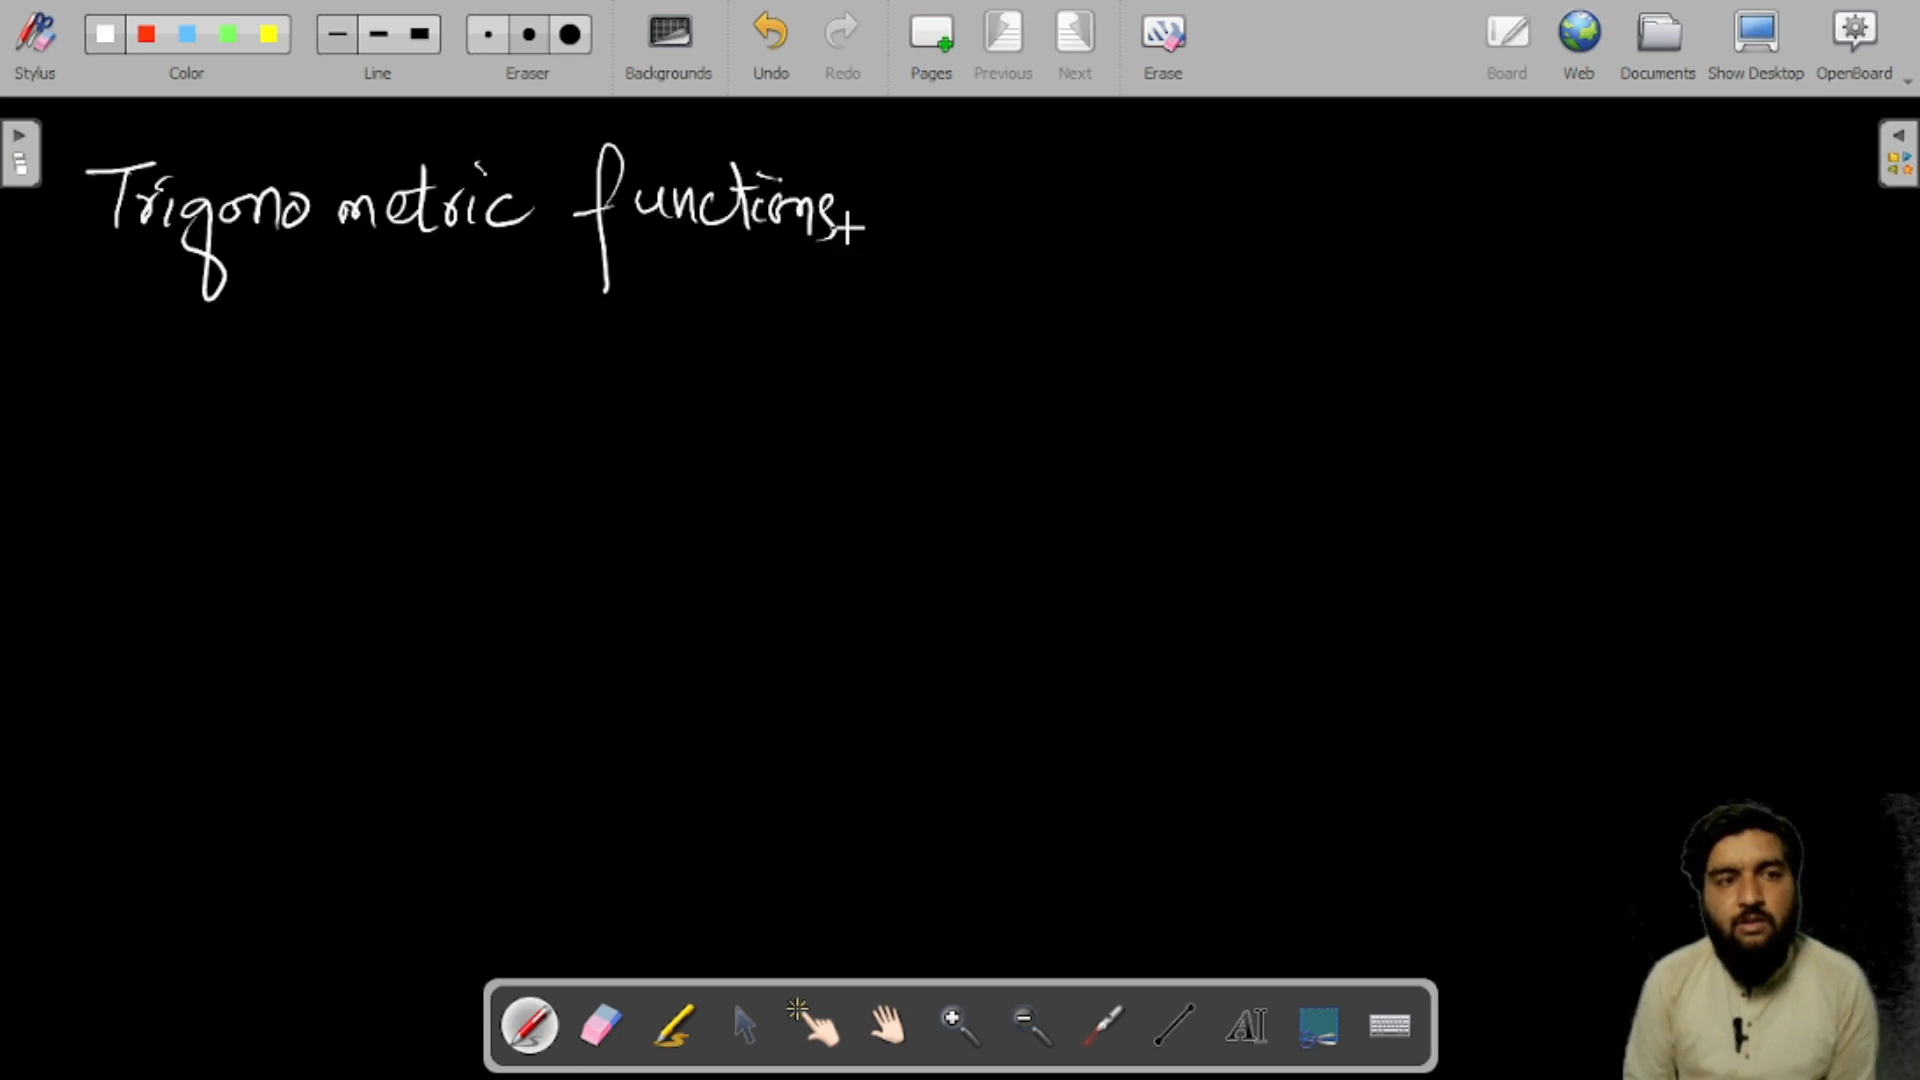 Stylus Color Line Eraser Backgrounds Undo Redo Pages Previous Next Erase Board Web Documents Show Desktop OpenBoard
Trigonometric functions